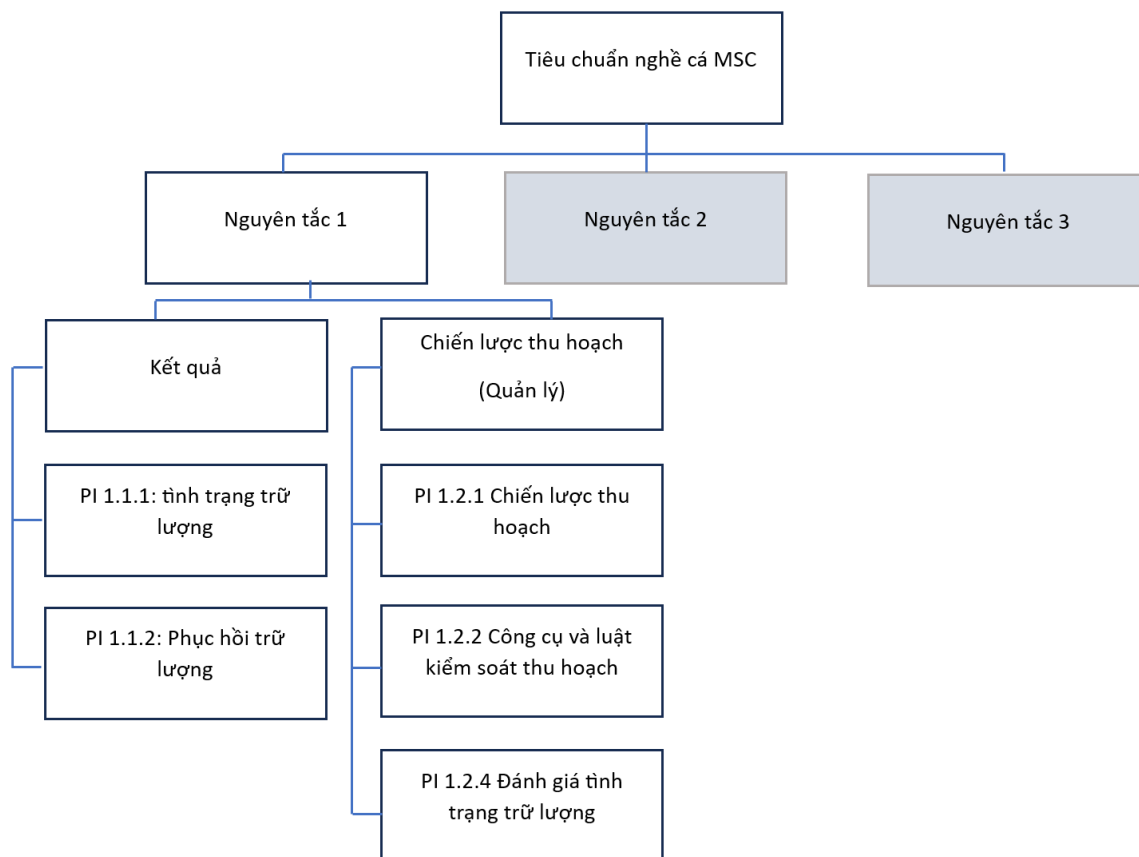 Tiêu chuẩn nghề cá MSC
Nguyên tắc 1
Nguyên tắc 2
Nguyên tắc 3
Kết quả
Chiến lược thu hoạch
(Quản lý)
PI 1.1.1: tình trạng trữ
lượng
PI 1.2.1 Chiến lược thu
hoạch
PI 1.1.2: Phục hồi trữ
lượng
PI 1.2.2 Công cụ và luật
kiểm soát thu hoạch
PI 1.2.4 Đánh giá tình
trạng trữ lượng